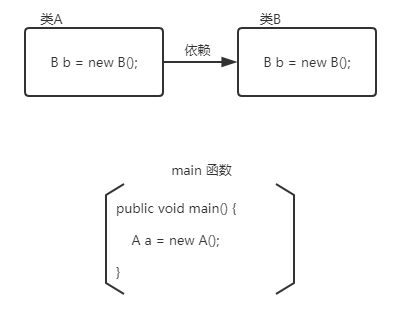 类A
类B
B b = new B();
依赖
B b = new B();
main 函数
public void main() {
A a = new A();
}